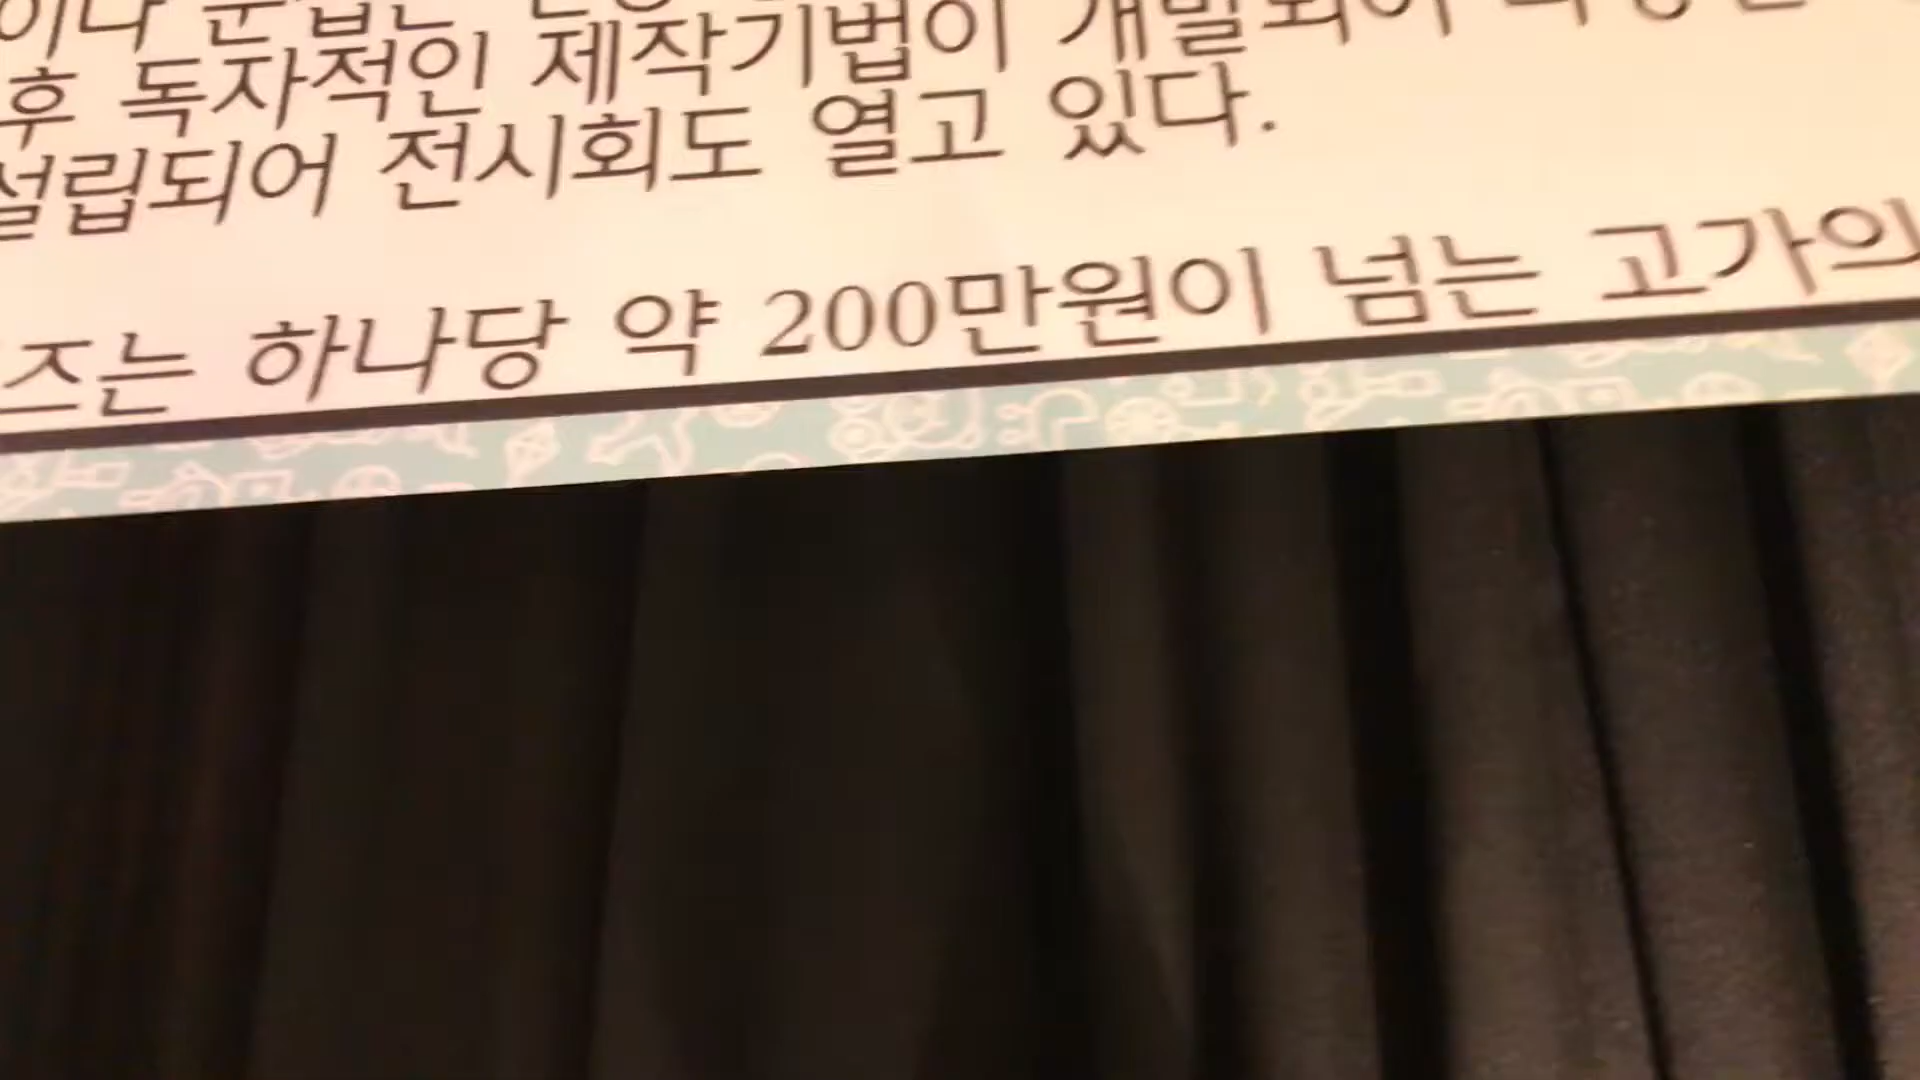 후 독자적인 제작기법이 개발되어
설립되어 전시회도 열고 있다.
즈는 하나당 약 200만원이 넘는 고가의